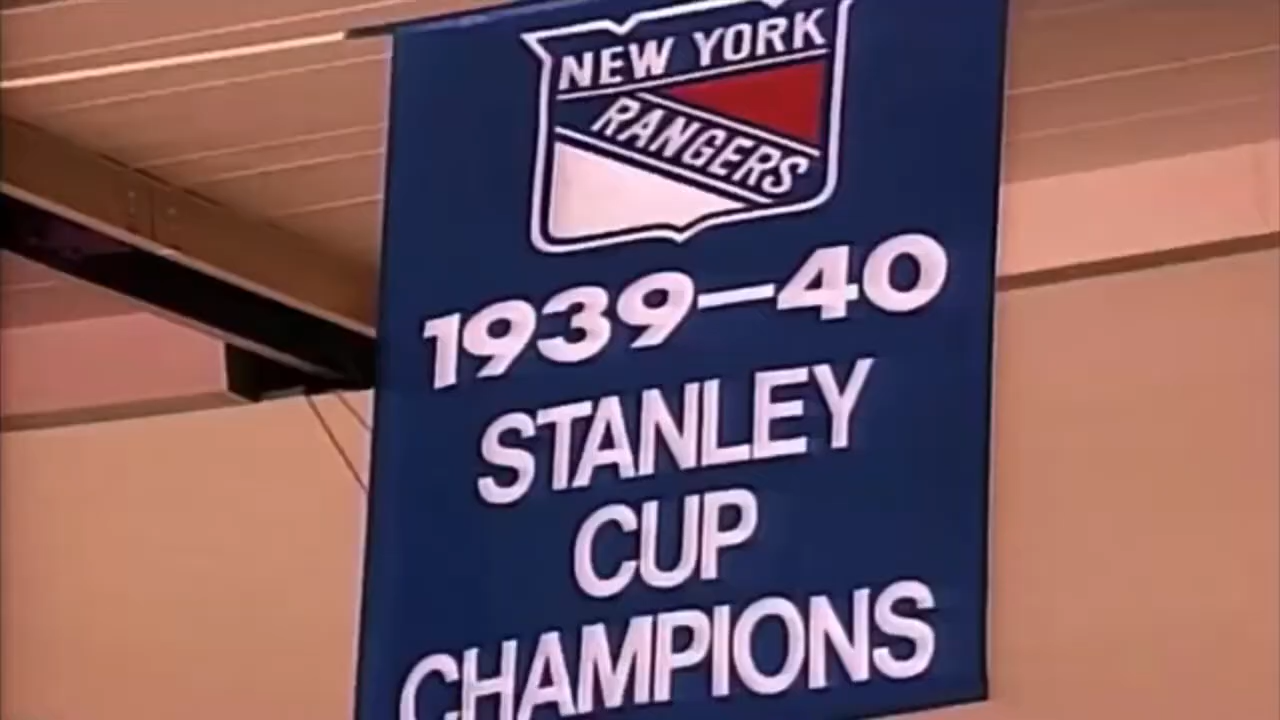 NEW YORK
RANGERS
1939–40
STANLEY
CUP
CHAMPIONS